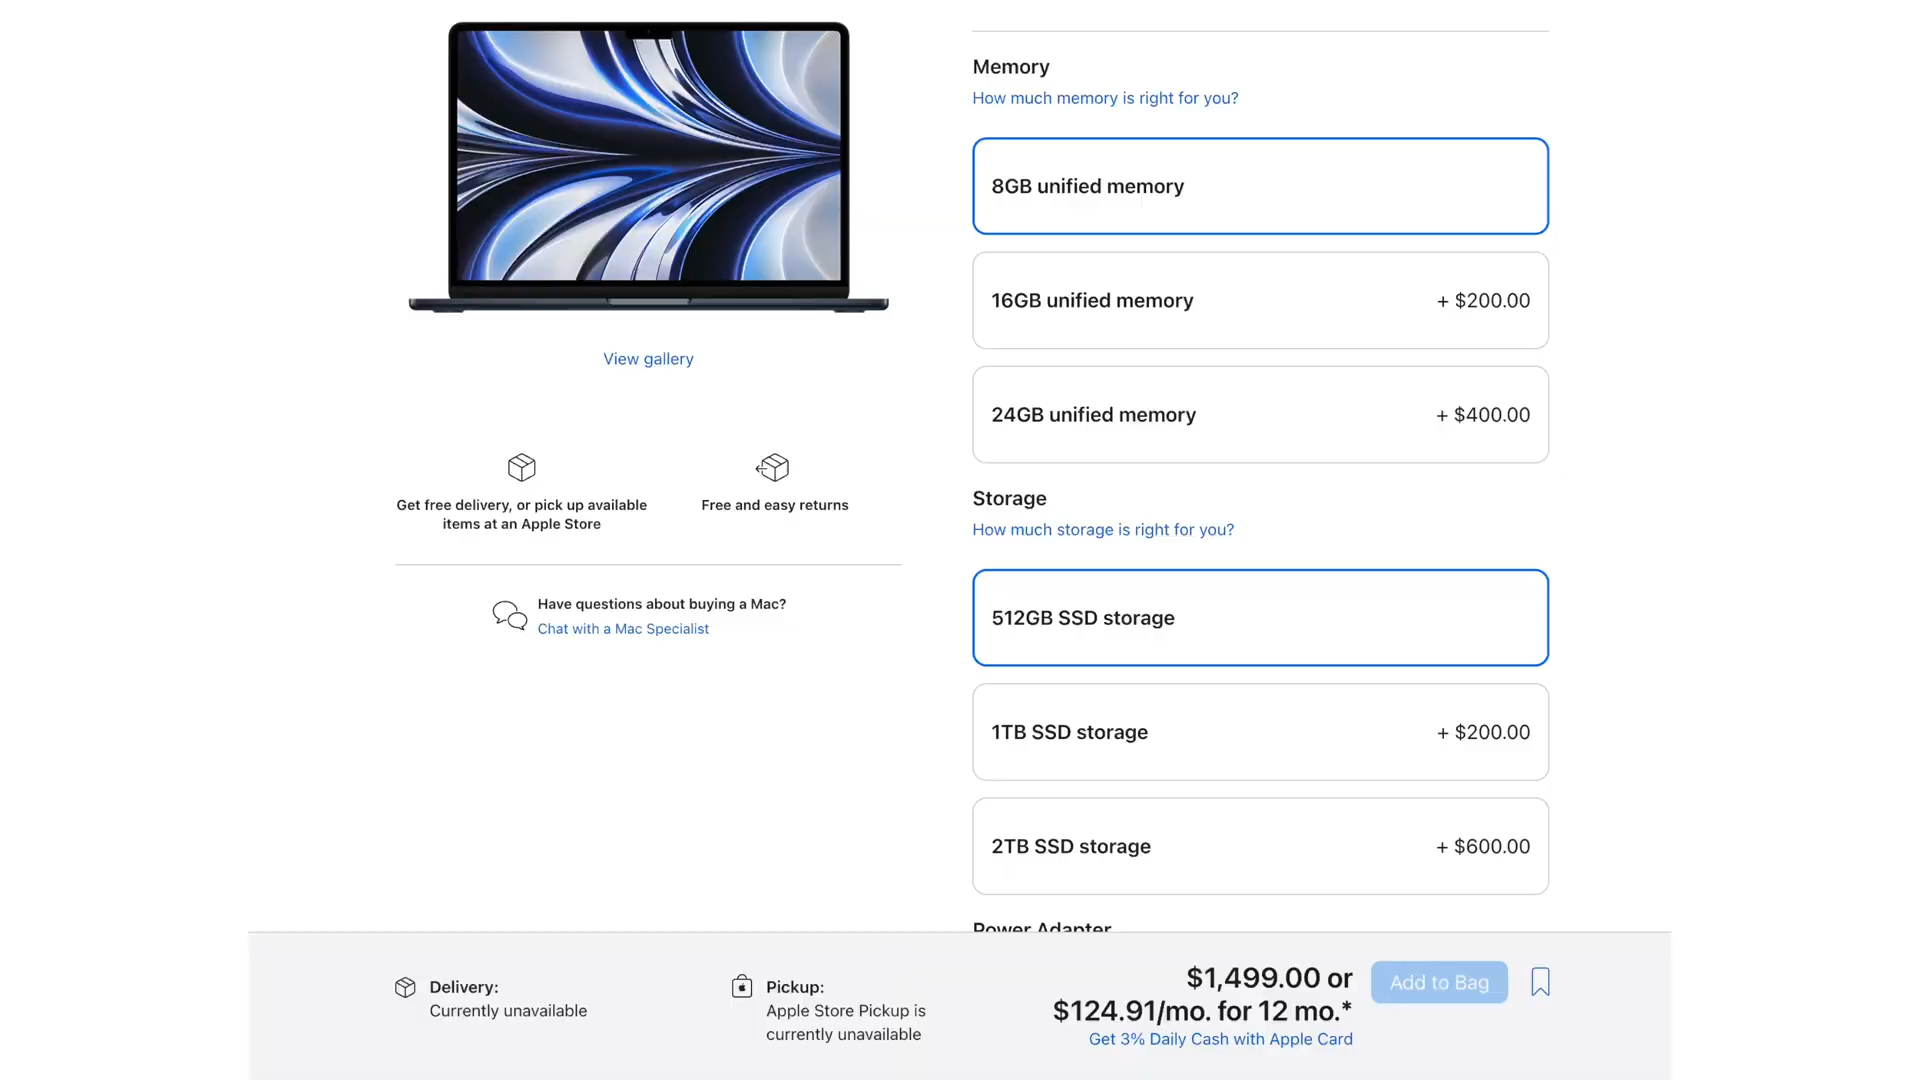 Memory
How much memory is right for you?
8GB unified memory
16GB unified memory + $200.00
24GB unified memory + $400.00
View gallery
Get free delivery, or pick up available
items at an Apple Store
Free and easy returns
Have questions about buying a Mac?
Chat with a Mac Specialist
Storage
How much storage is right for you?
512GB SSD storage
1TB SSD storage + $200.00
2TB SSD storage + $600.00
Power Adapter
Delivery:
Currently unavailable
Pickup:
Apple Store Pickup is
currently unavailable
$1,499.00 or
$124.91/mo. for 12 mo.*
Get 3% Daily Cash with Apple Card
Add to Bag